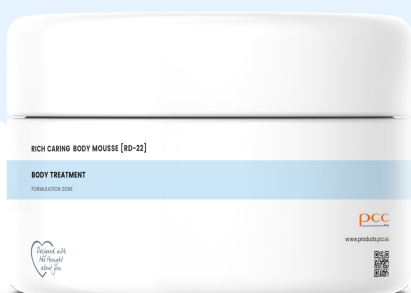 RICH CARING BODY MOUSSE [RD-22]
BODY TREATMENT
FORMULATION ZONE
pcc
www.products.pcc.eu
Designed with
the thought
about you